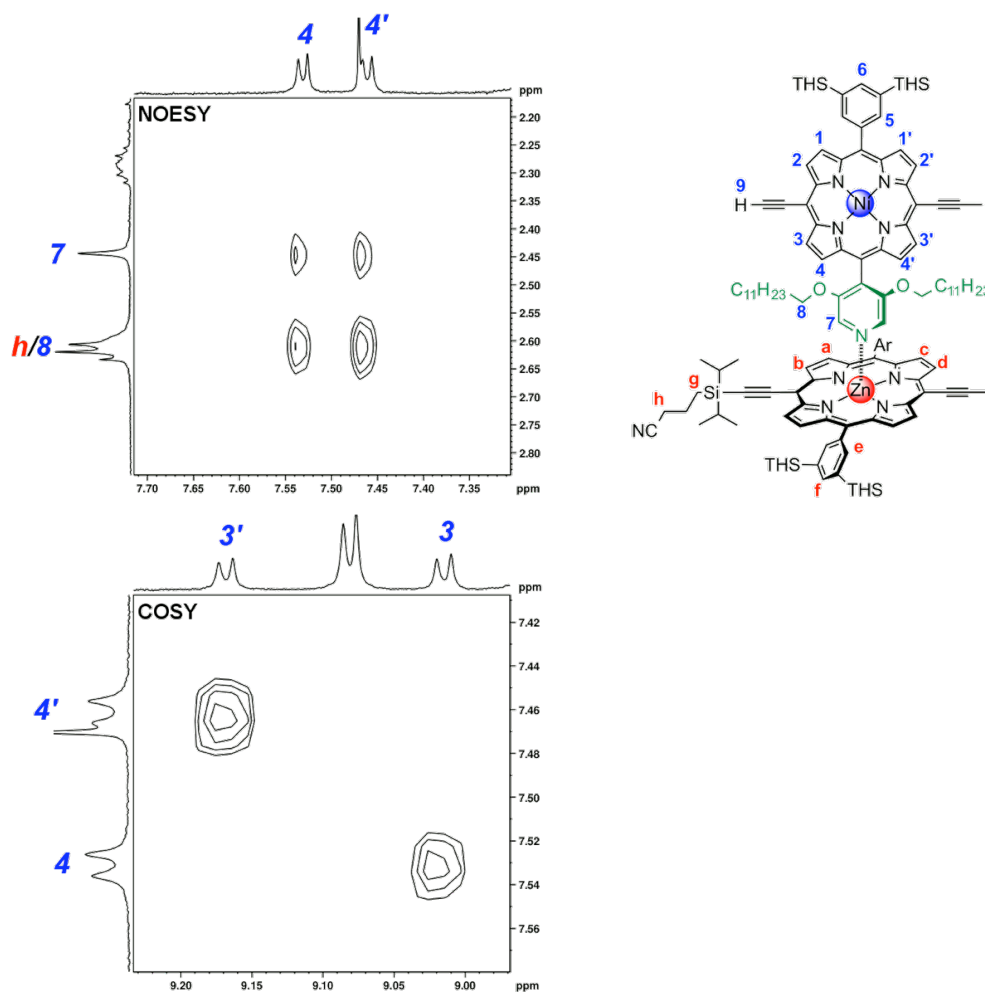 4 4'
ppm
NOESY
2.20
2.25
2.30
2.35
2.40
7 2.45
2.50
2.55
h/8 2.60
2.65
2.70
2.75
2.80
7.70 7.65 7.60 7.55 7.50 7.45 7.40 7.35 ppm
3' 3
ppm
COSY
7.42
7.44
4' 7.46
7.48
7.50
7.52
4 7.54
7.56
9.20 9.15 9.10 9.05 9.00 ppm
THS 6 THS
5
1 1'
2 2'
N N
9
H Ni
N N
3 3'
4 4'
C11H23 O O C11H23
8
7 N Ar
a c
b d
g N N
h Si Zn
N N
NC
e
THS
f THS